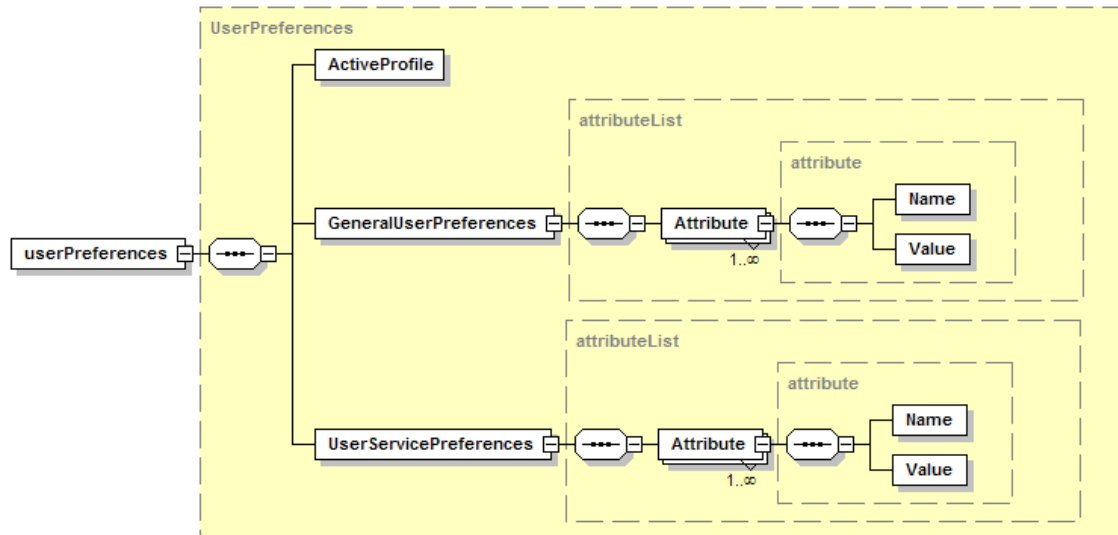 UserPreferences
ActiveProfile
attributeList
attribute
Name
GeneralUserPreferences
Attribute
Value
1..∞
userPreferences
attributeList
attribute
Name
UserServicePreferences
Attribute
Value
1..∞